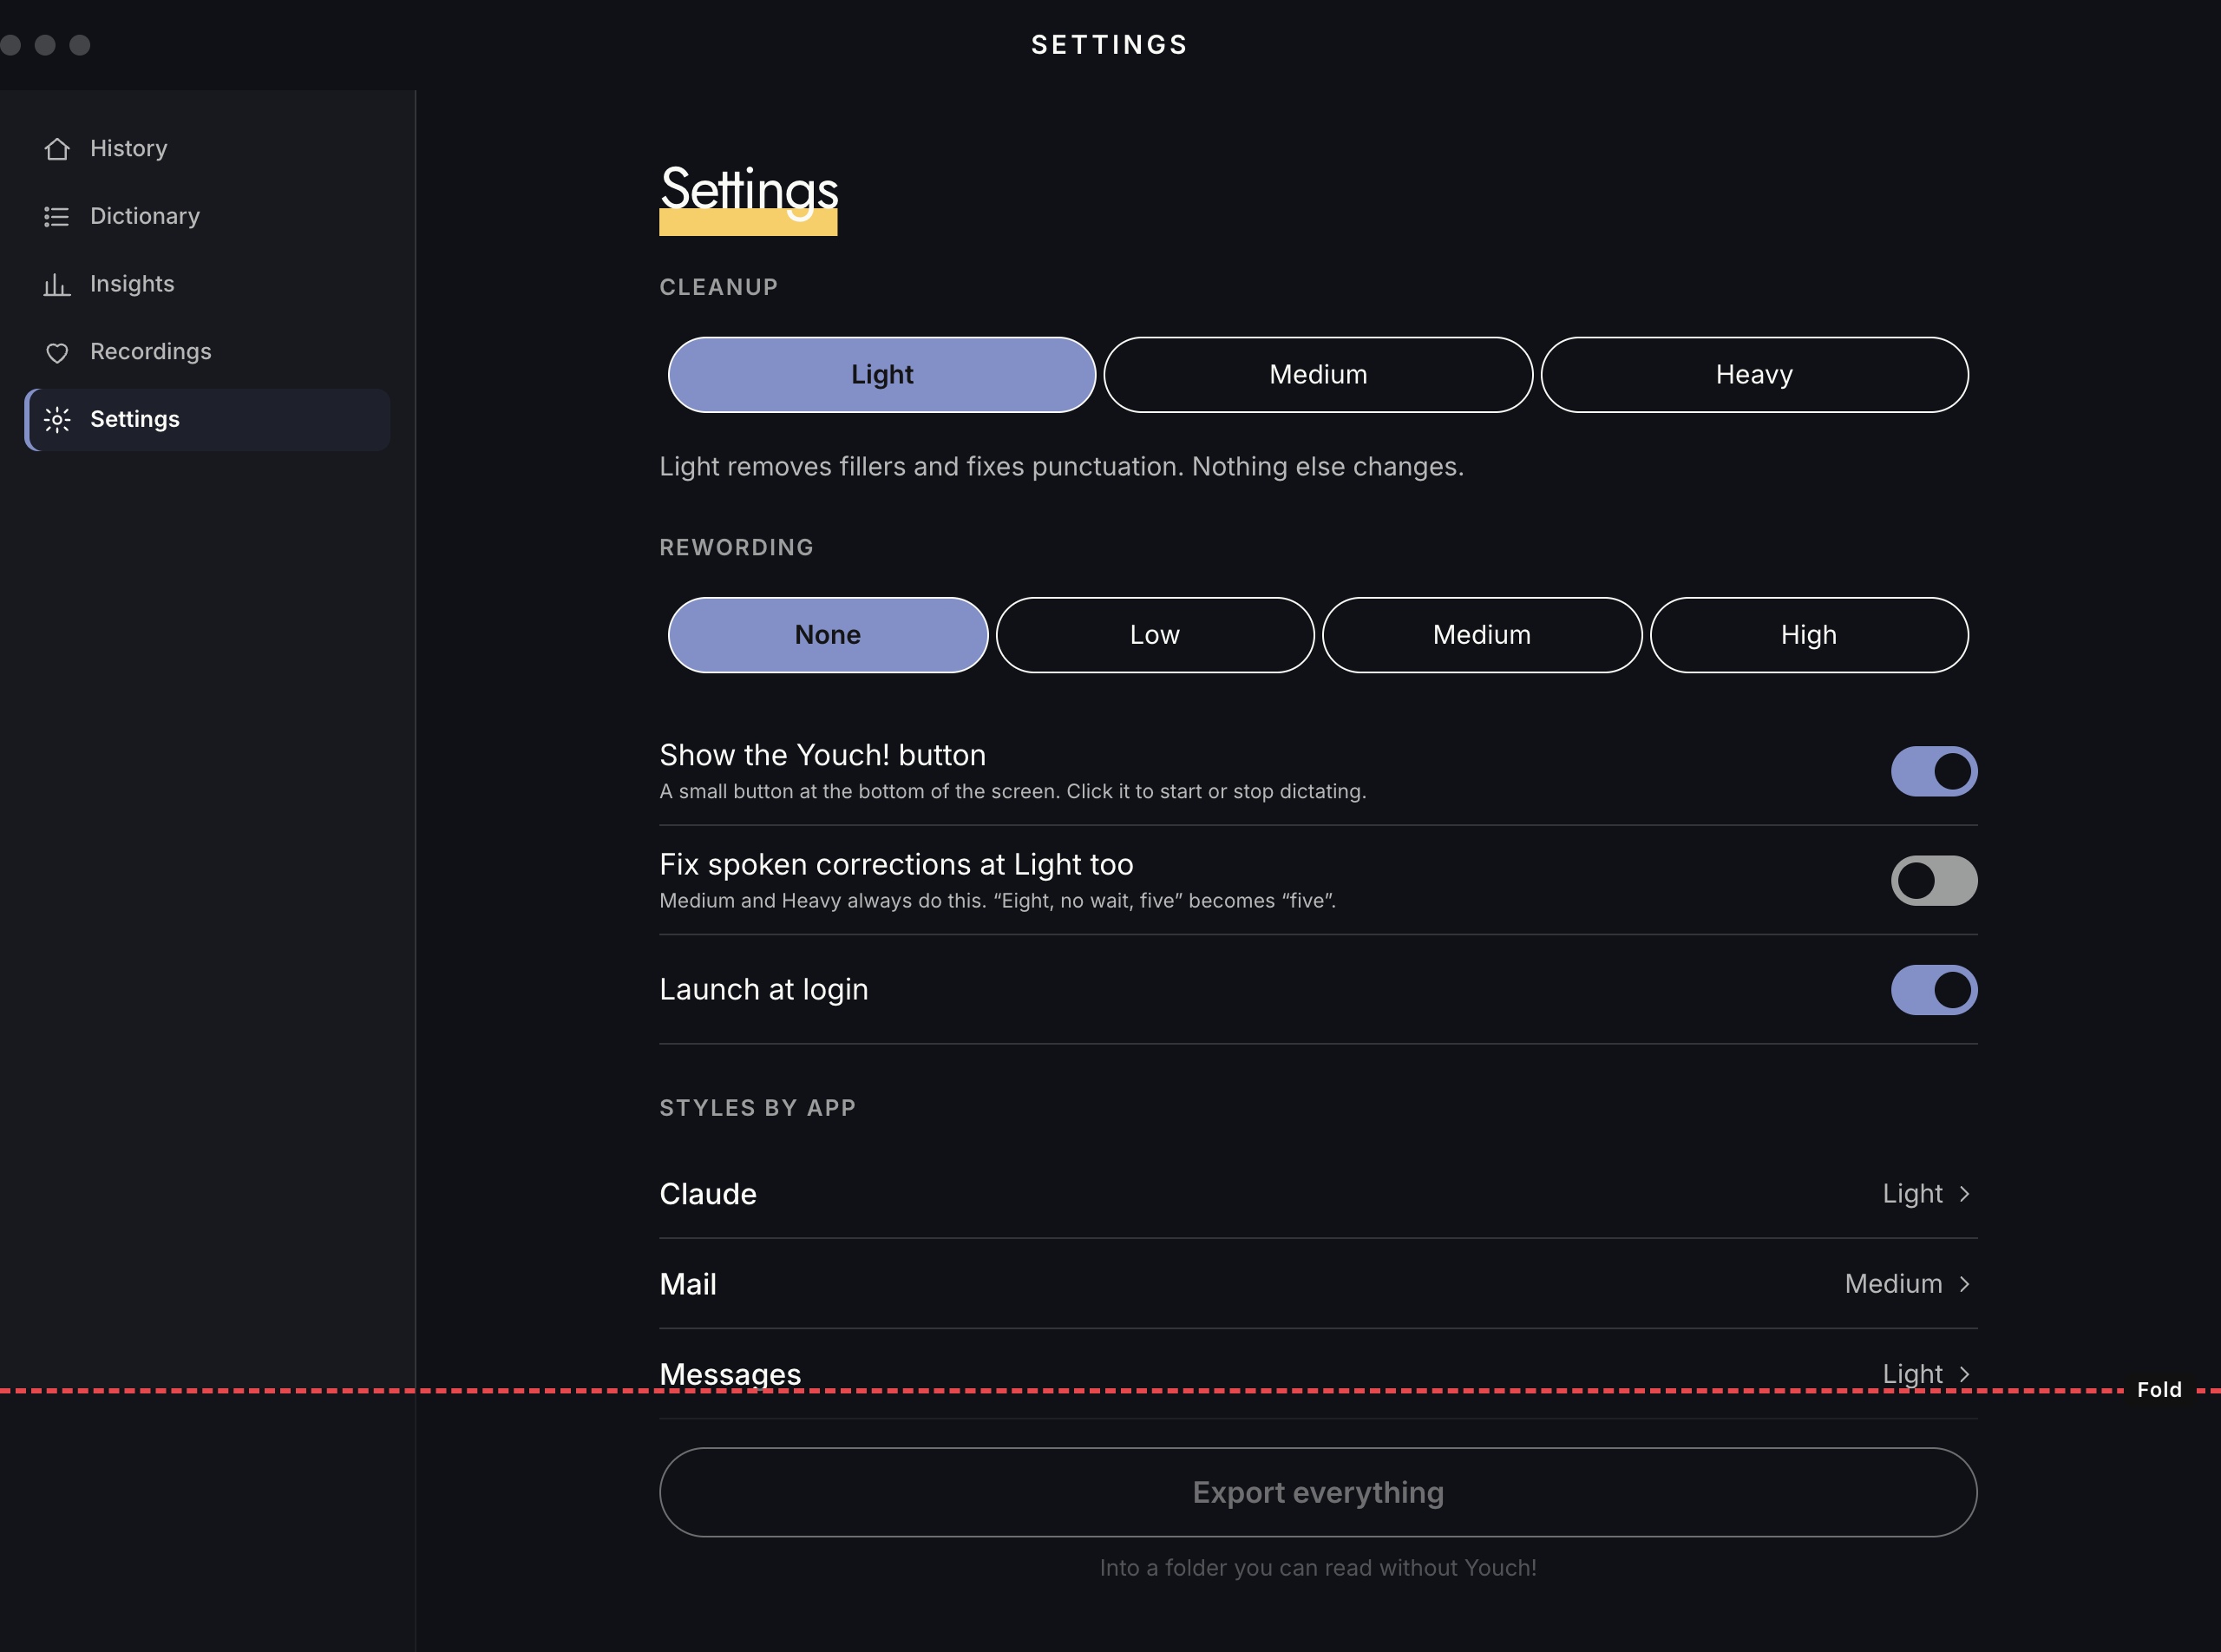 SETTINGS
History
Dictionary
Insights
Recordings
Settings
Settings
CLEANUP
Light
Medium
Heavy
Light removes fillers and fixes punctuation. Nothing else changes.
REWORDING
None
Low
Medium
High
Show the Youch! button
A small button at the bottom of the screen. Click it to start or stop dictating.
Fix spoken corrections at Light too
Medium and Heavy always do this. “Eight, no wait, five” becomes “five”.
Launch at login
STYLES BY APP
Claude
Light
Mail
Medium
Messages
Light
Fold
Export everything
Into a folder you can read without Youch!